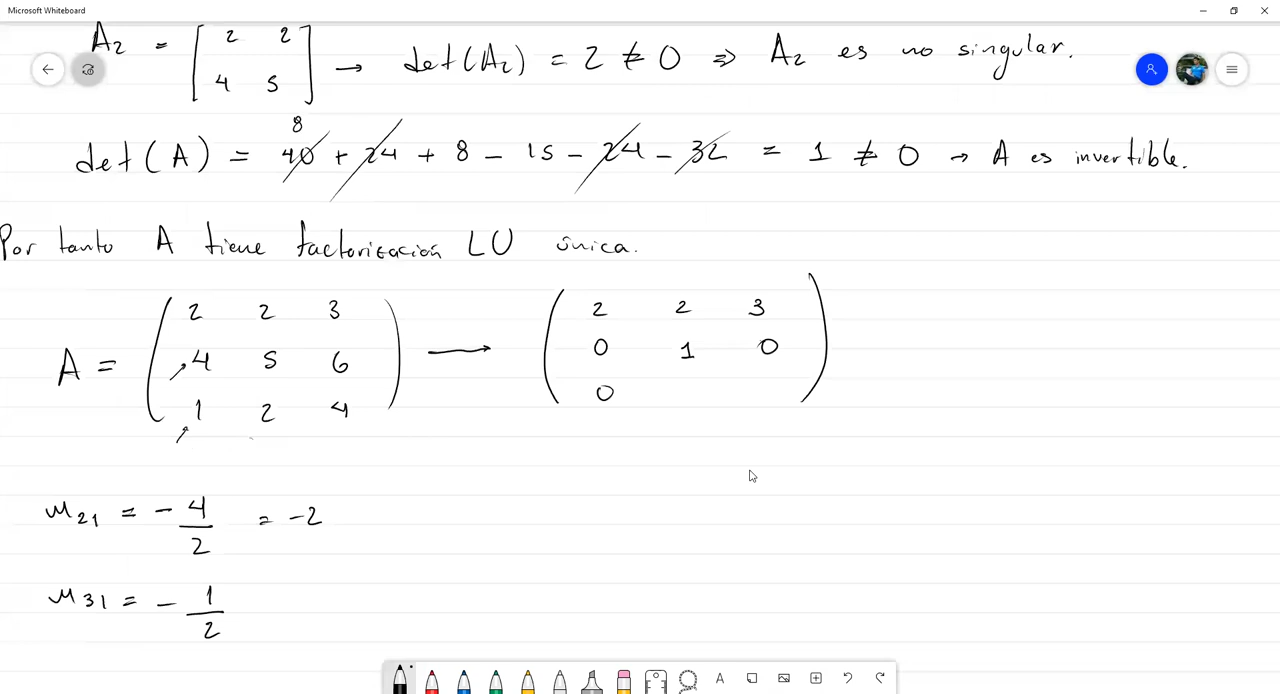 Microsoft Whiteboard
A2 = [ 2 2
4 5 ] → det(A2) = 2 ≠ 0 ⇒ A2 es no singular.
8
det(A) = 40 + 24 + 8 - 15 - 24 - 32 = 1 ≠ 0 → A es invertible.
Por tanto A tiene factorización LU única.
A = ( 2 2 3
4 5 6
1 2 4 ) → ( 2 2 3
0 1 0
0 )
M21 = - 4/2 = -2
M31 = - 1/2
A